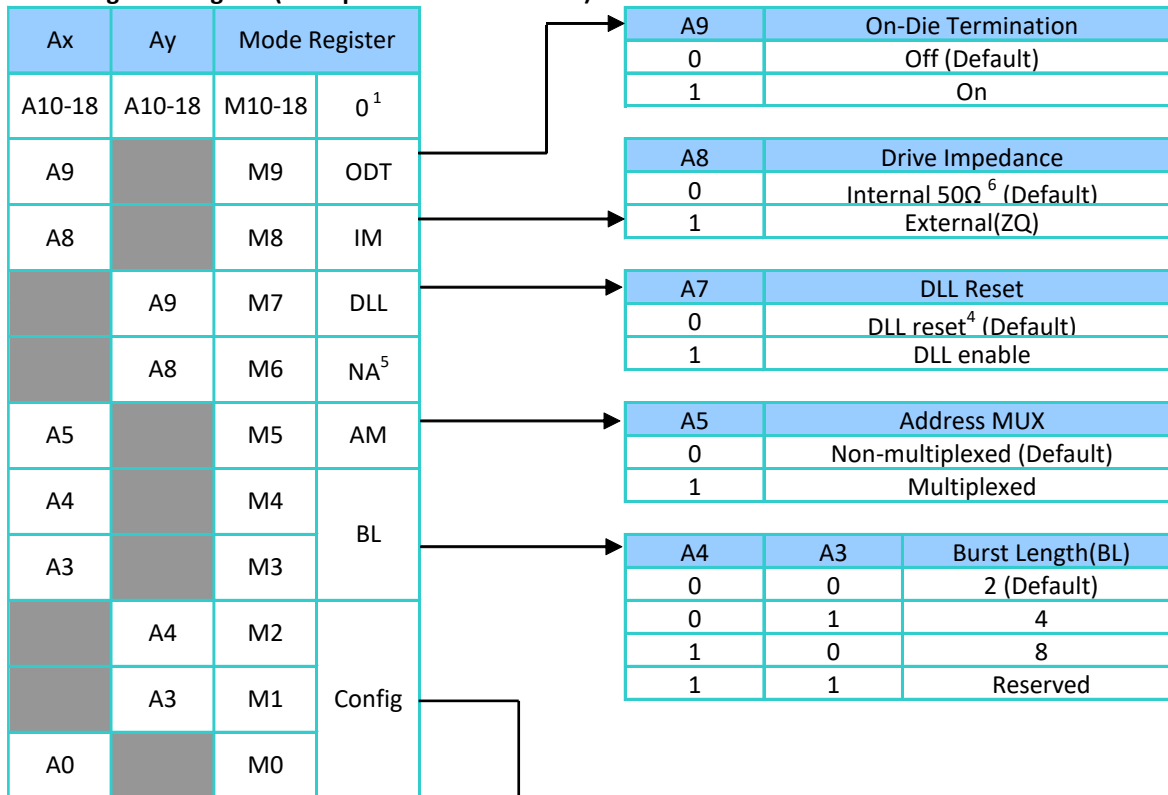 Ax Ay Mode Register
A10-18 A10-18 M10-18 0¹
A9 M9 ODT
A8 M8 IM
A9 M7 DLL
A8 M6 NA⁵
A5 M5 AM
A4 M4
BL
A3 M3
A4 M2
A3 M1 Config
A0 M0
A9 On-Die Termination
0 Off (Default)
1 On
A8 Drive Impedance
0 Internal 50Ω ⁶ (Default)
1 External(ZQ)
A7 DLL Reset
0 DLL reset⁴ (Default)
1 DLL enable
A5 Address MUX
0 Non-multiplexed (Default)
1 Multiplexed
A4 A3 Burst Length(BL)
0 0 2 (Default)
0 1 4
1 0 8
1 1 Reserved